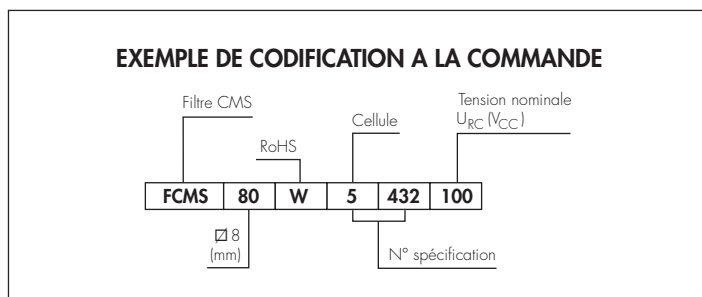 EXEMPLE DE CODIFICATION A LA COMMANDE
Filtre CMS
Tension nominale
URC (VCC)
Cellule
RoHS
FCMS 80 W 5 432 100
⍁ 8
(mm)
N° spécification